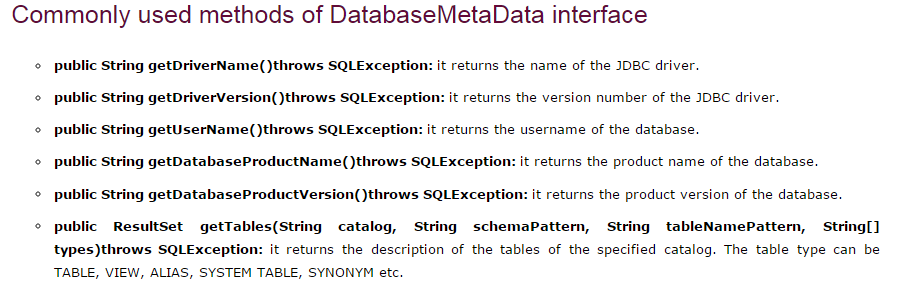 Commonly used methods of DatabaseMetaData interface
public String getDriverName()throws SQLException: it returns the name of the JDBC driver.
public String getDriverVersion()throws SQLException: it returns the version number of the JDBC driver.
public String getUserName()throws SQLException: it returns the username of the database.
public String getDatabaseProductName()throws SQLException: it returns the product name of the database.
public String getDatabaseProductVersion()throws SQLException: it returns the product version of the database.
public ResultSet getTables(String catalog, String schemaPattern, String tableNamePattern, String[]
types)throws SQLException: it returns the description of the tables of the specified catalog. The table type can be
TABLE, VIEW, ALIAS, SYSTEM TABLE, SYNONYM etc.